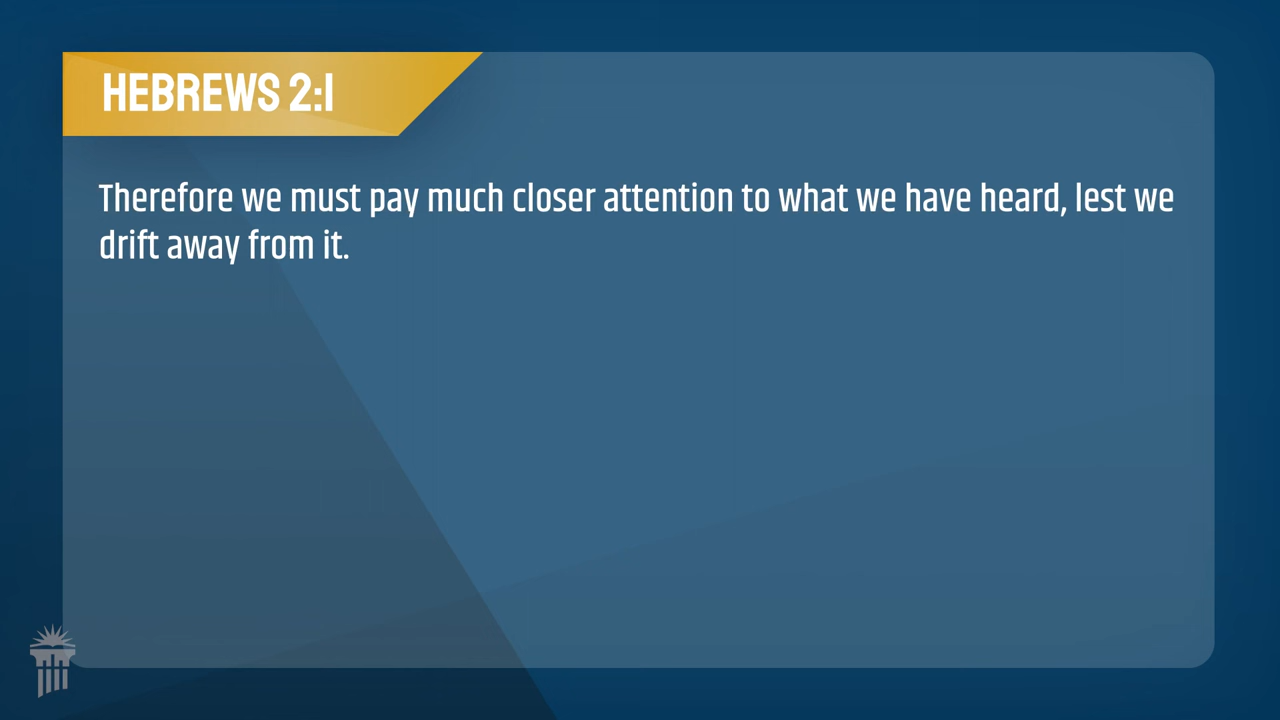 HEBREWS 2:1
Therefore we must pay much closer attention to what we have heard, lest we
drift away from it.